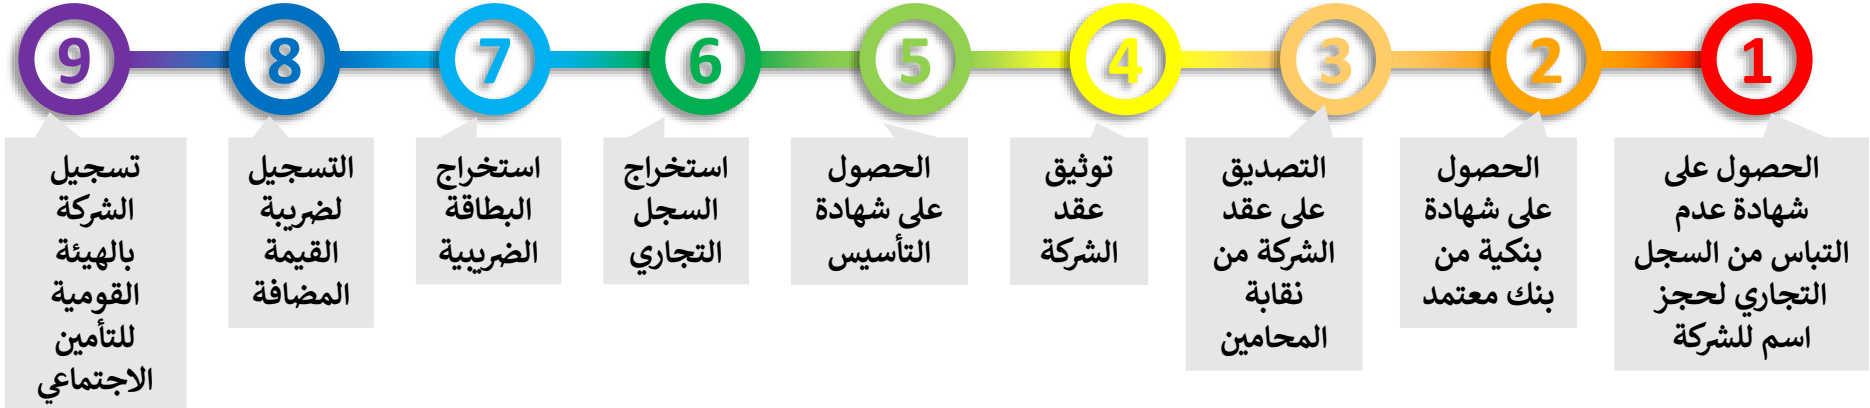 1
الحصول على
شهادة عدم
التباس من السجل
التجاري لحجز
اسم للشركة
2
الحصول
على شهادة
بنكية من
بنك معتمد
3
التصديق
على عقد
الشركة من
نقابة
المحامين
4
توثيق
عقد
الشركة
5
الحصول
على شهادة
التأسيس
6
استخراج
السجل
التجاري
7
استخراج
البطاقة
الضريبية
8
التسجيل
لضريبة
القيمة
المضافة
9
تسجيل
الشركة
بالهيئة
القومية
للتأمين
الاجتماعي